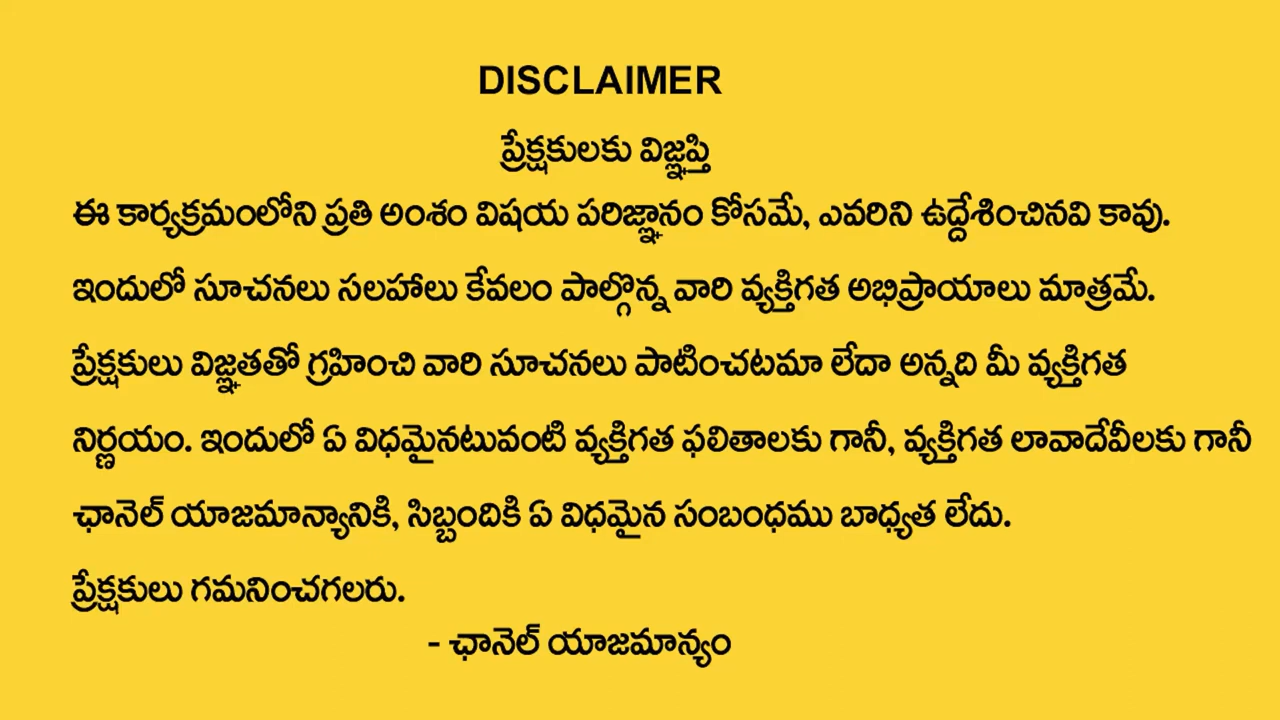 DISCLAIMER
ప్రేక్షకులకు విజ్ఞప్తి
ఈ కార్యక్రమంలోని ప్రతి అంశం విషయ పరిజ్ఞానం కోసమే, ఎవరిని ఉద్దేశించినవి కావు.
ఇందులో సూచనలు సలహాలు కేవలం పాల్గొన్న వారి వ్యక్తిగత అభిప్రాయాలు మాత్రమే.
ప్రేక్షకులు విజ్ఞతతో గ్రహించి వారి సూచనలు పాటించటమా లేదా అన్నది మీ వ్యక్తిగత
నిర్ణయం. ఇందులో ఏ విధమైనటువంటి వ్యక్తిగత ఫలితాలకు గానీ, వ్యక్తిగత లావాదేవీలకు గానీ
ఛానెల్ యాజమాన్యానికి, సిబ్బందికి ఏ విధమైన సంబంధము బాధ్యత లేదు.
ప్రేక్షకులు గమనించగలరు.
- ఛానెల్ యాజమాన్యం